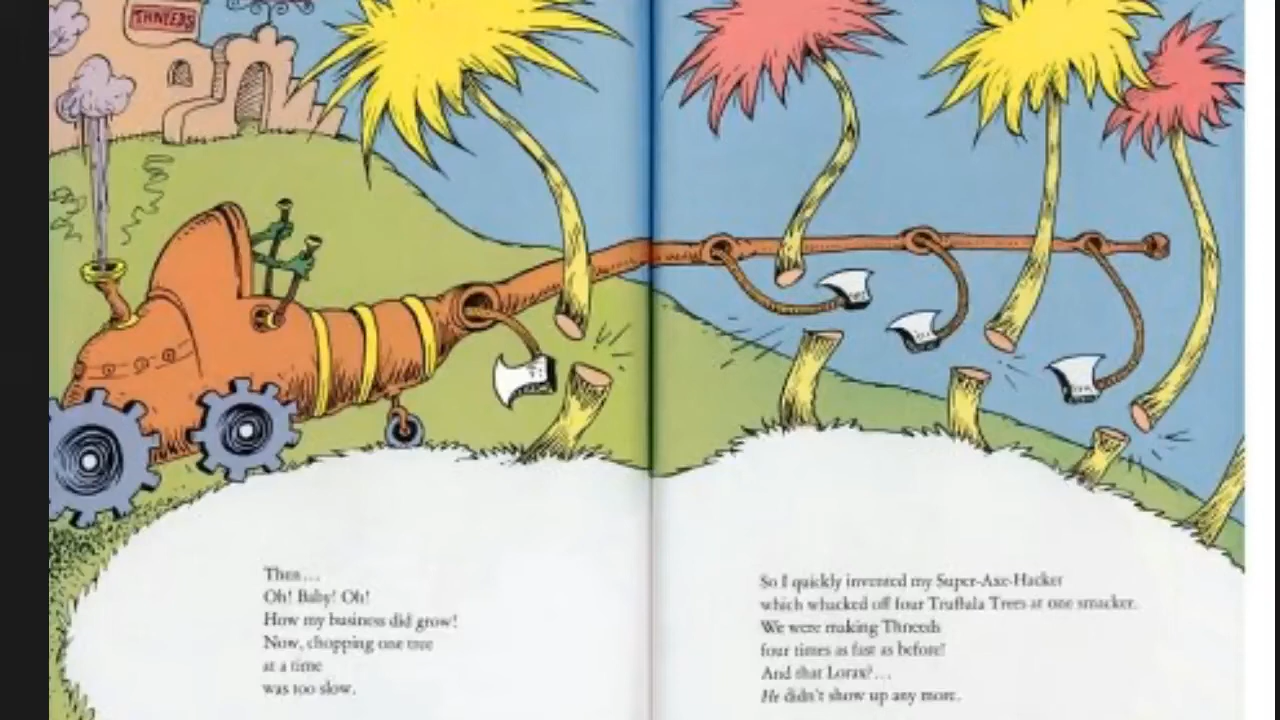 THNEEDS
Then...
Oh! Baby! Oh!
How my business did grow!
Now, chopping one tree
at a time
was too slow.
So I quickly invented my Super-Axe-Hacker
which whacked off four Truffula Trees at one smacker.
We were making Thneeds
four times as fast as before!
And that Lorax?...
He didn't show up any more.